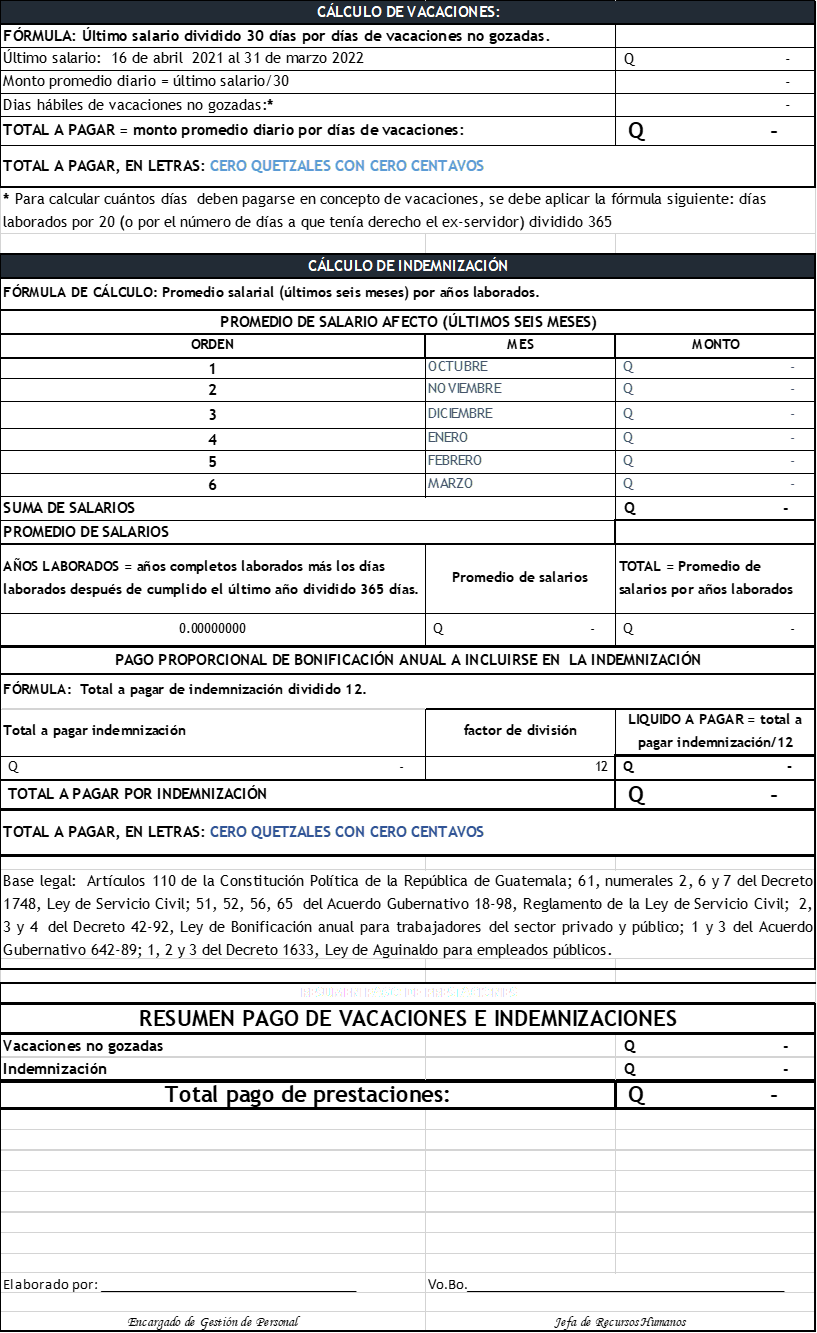 CÁLCULO DE VACACIONES:
FÓRMULA: Último salario dividido 30 días por días de vacaciones no gozadas.
Último salario: 16 de abril 2021 al 31 de marzo 2022 Q -
Monto promedio diario = último salario/30 -
Dias hábiles de vacaciones no gozadas:* -
TOTAL A PAGAR = monto promedio diario por días de vacaciones: Q -
TOTAL A PAGAR, EN LETRAS: CERO QUETZALES CON CERO CENTAVOS
* Para calcular cuántos días deben pagarse en concepto de vacaciones, se debe aplicar la fórmula siguiente: días
laborados por 20 (o por el número de días a que tenía derecho el ex-servidor) dividido 365
CÁLCULO DE INDEMNIZACIÓN
FÓRMULA DE CÁLCULO: Promedio salarial (últimos seis meses) por años laborados.
PROMEDIO DE SALARIO AFECTO (ÚLTIMOS SEIS MESES)
ORDEN MES MONTO
1 OCTUBRE Q -
2 NOVIEMBRE Q -
3 DICIEMBRE Q -
4 ENERO Q -
5 FEBRERO Q -
6 MARZO Q -
SUMA DE SALARIOS Q -
PROMEDIO DE SALARIOS
AÑOS LABORADOS = años completos laborados más los días
laborados después de cumplido el último año dividido 365 días.
Promedio de salarios
TOTAL = Promedio de
salarios por años laborados
0.00000000 Q - Q -
PAGO PROPORCIONAL DE BONIFICACIÓN ANUAL A INCLUIRSE EN LA INDEMNIZACIÓN
FÓRMULA: Total a pagar de indemnización dividido 12.
Total a pagar indemnización
factor de división
LIQUIDO A PAGAR = total a
pagar indemnización/12
Q - 12 Q -
TOTAL A PAGAR POR INDEMNIZACIÓN Q -
TOTAL A PAGAR, EN LETRAS: CERO QUETZALES CON CERO CENTAVOS
Base legal: Artículos 110 de la Constitución Política de la República de Guatemala; 61, numerales 2, 6 y 7 del Decreto
1748, Ley de Servicio Civil; 51, 52, 56, 65 del Acuerdo Gubernativo 18-98, Reglamento de la Ley de Servicio Civil; 2,
3 y 4 del Decreto 42-92, Ley de Bonificación anual para trabajadores del sector privado y público; 1 y 3 del Acuerdo
Gubernativo 642-89; 1, 2 y 3 del Decreto 1633, Ley de Aguinaldo para empleados públicos.
RESUMEN PAGO DE VACACIONES E INDEMNIZACIONES
Vacaciones no gozadas Q -
Indemnización Q -
Total pago de prestaciones: Q -
Elaborado por: Vo.Bo.
Encargado de Gestión de Personal Jefa de Recursos Humanos